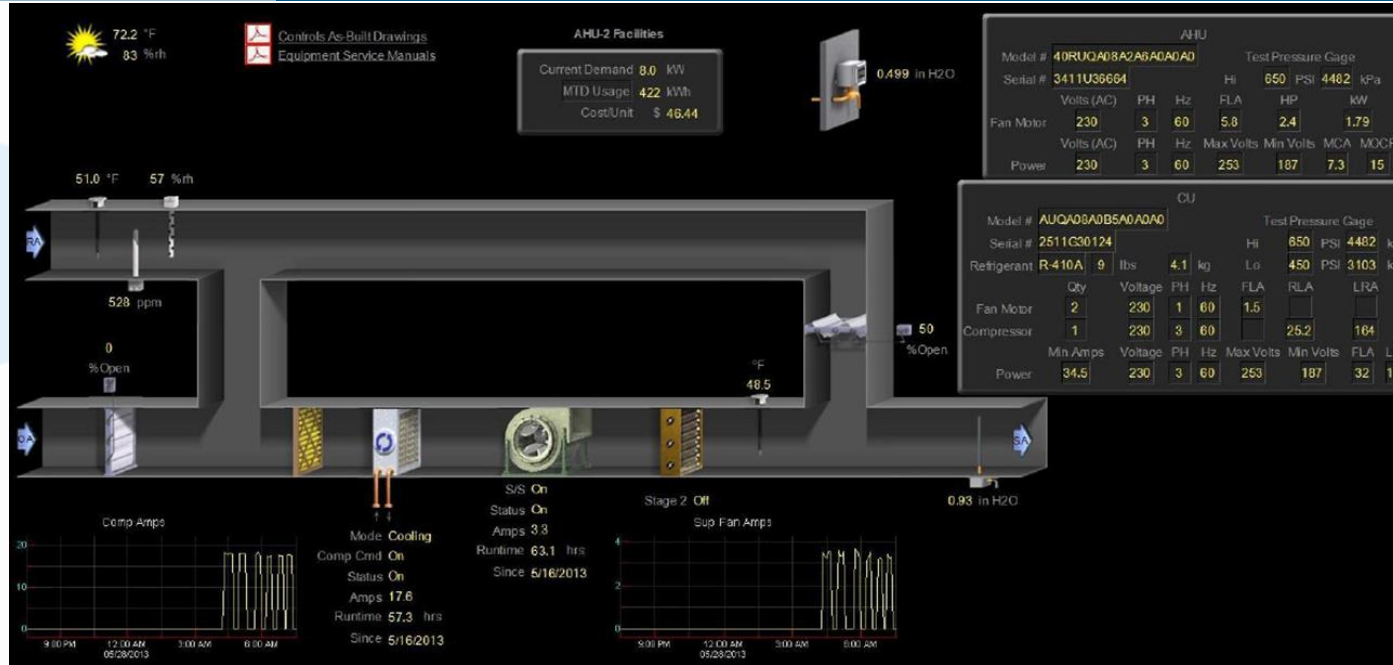 72.2 °F
83 %rh
Controls As-Built Drawings
Equipment Service Manuals
AHU-2 Facilities
Current Demand 8.0 kW
MTD Usage 422 kWh
Cost/Unit $ 46.44
0.499 in H2O
AHU
Model # 40RUQA08A2A6A0A0A0 Test Pressure Gage
Serial # 3411U36664 Hi 650 PSI 4482 kPa
Volts (AC) PH Hz FLA HP kW
Fan Motor 230 3 60 5.8 2.4 1.79
Volts (AC) PH Hz Max Volts Min Volts MCA MOCP
Power 230 3 60 253 187 7.3 15
CU
Model # AUQA08A0B5A0A0A0 Test Pressure Gage
Serial # 2511G30124 Hi 650 PSI 4482 k
Refrigerant R-410A 9 lbs 4.1 kg Lo 450 PSI 3103 k
Qty Voltage PH Hz FLA RLA LRA
Fan Motor 2 230 1 60 1.5
Compressor 1 230 3 60 25.2 164
Min Amps Voltage PH Hz Max Volts Min Volts FLA L
Power 34.5 230 3 60 253 187 32 1
51.0 °F 57 %rh
RA
528 ppm
0
%Open
50
%Open
°F
48.5
OA
SA
0.93 in H2O
S/S On
Status On
Amps 3.3
Runtime 63.1 hrs
Since 5/16/2013
Stage 2 Off
Mode Cooling
Comp Cmd On
Status On
Amps 17.6
Runtime 57.3 hrs
Since 5/16/2013
Comp Amps
20
10
0
9:00 PM 12:00 AM 3:00 AM 6:00 AM
05/28/2013
Sup Fan Amps
4
2
0
9:00 PM 12:00 AM 3:00 AM 6:00 AM
05/28/2013